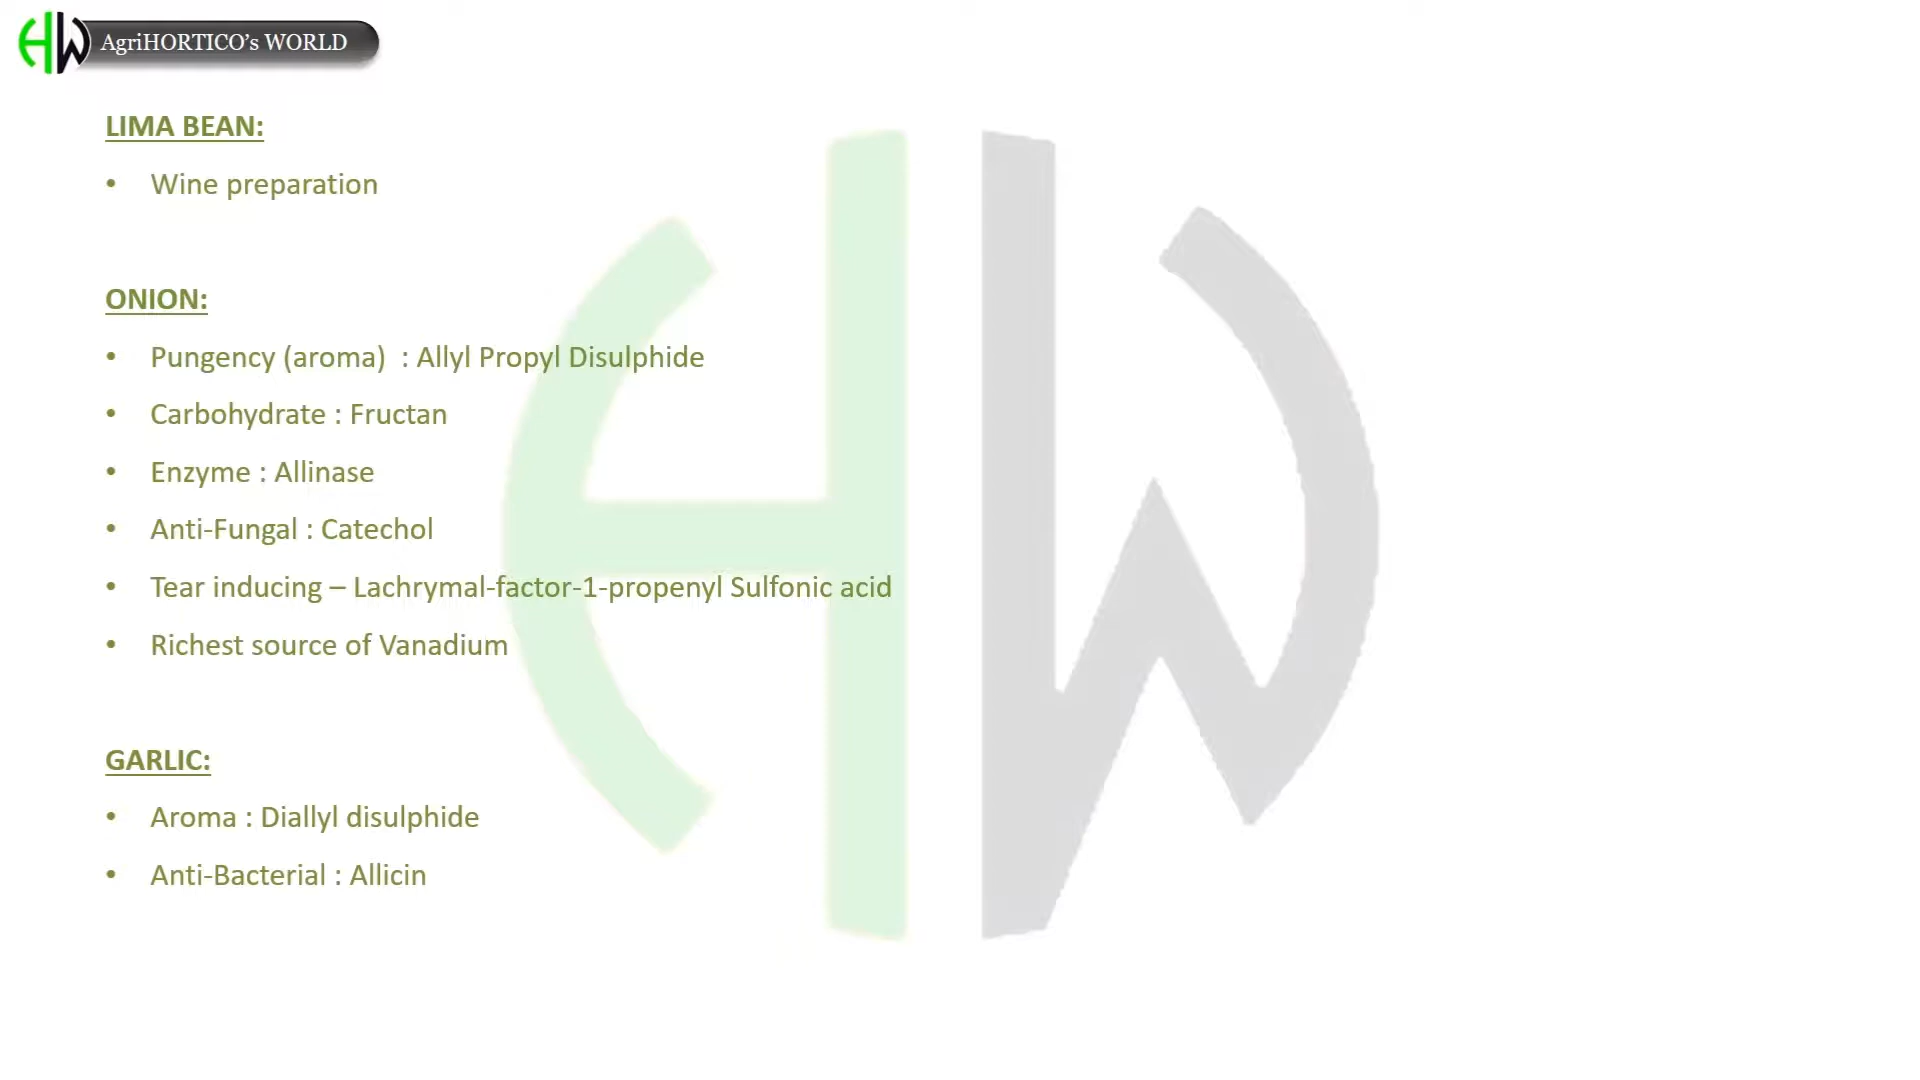 HW AgriHORTICO's WORLD
LIMA BEAN:
• Wine preparation
ONION:
• Pungency (aroma) : Allyl Propyl Disulphide
• Carbohydrate : Fructan
• Enzyme : Allinase
• Anti-Fungal : Catechol
• Tear inducing – Lachrymal-factor-1-propenyl Sulfonic acid
• Richest source of Vanadium
GARLIC:
• Aroma : Diallyl disulphide
• Anti-Bacterial : Allicin